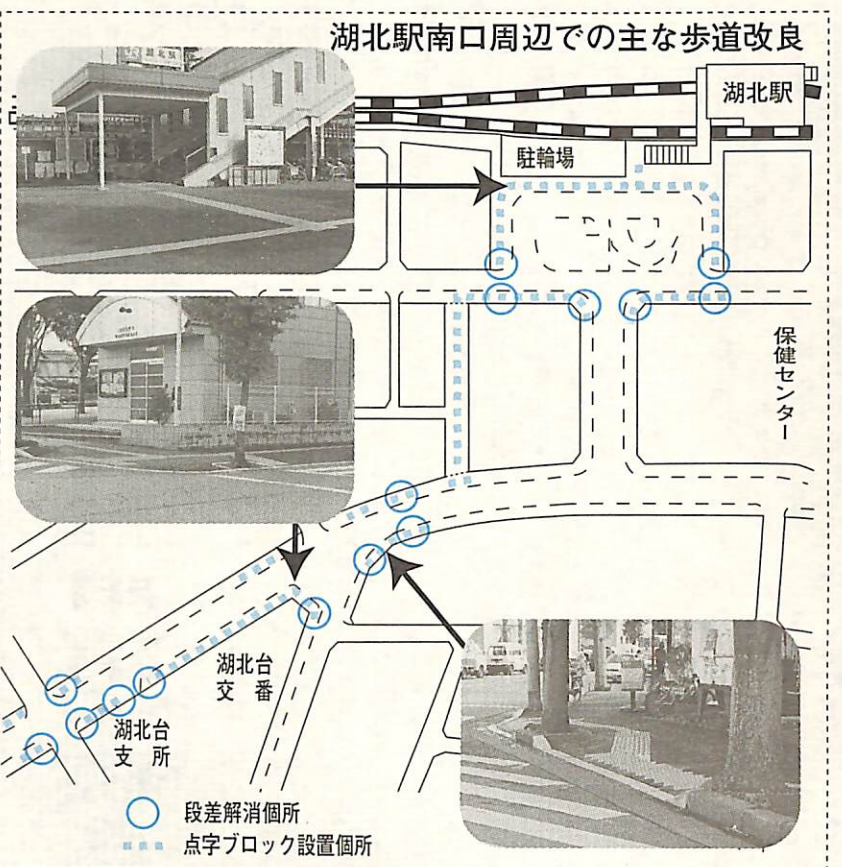 湖北駅南口周辺での主な歩道改良
湖北駅
駐輪場
保健センター
湖北台
交番
湖北台
支所
段差解消個所
点字ブロック設置個所